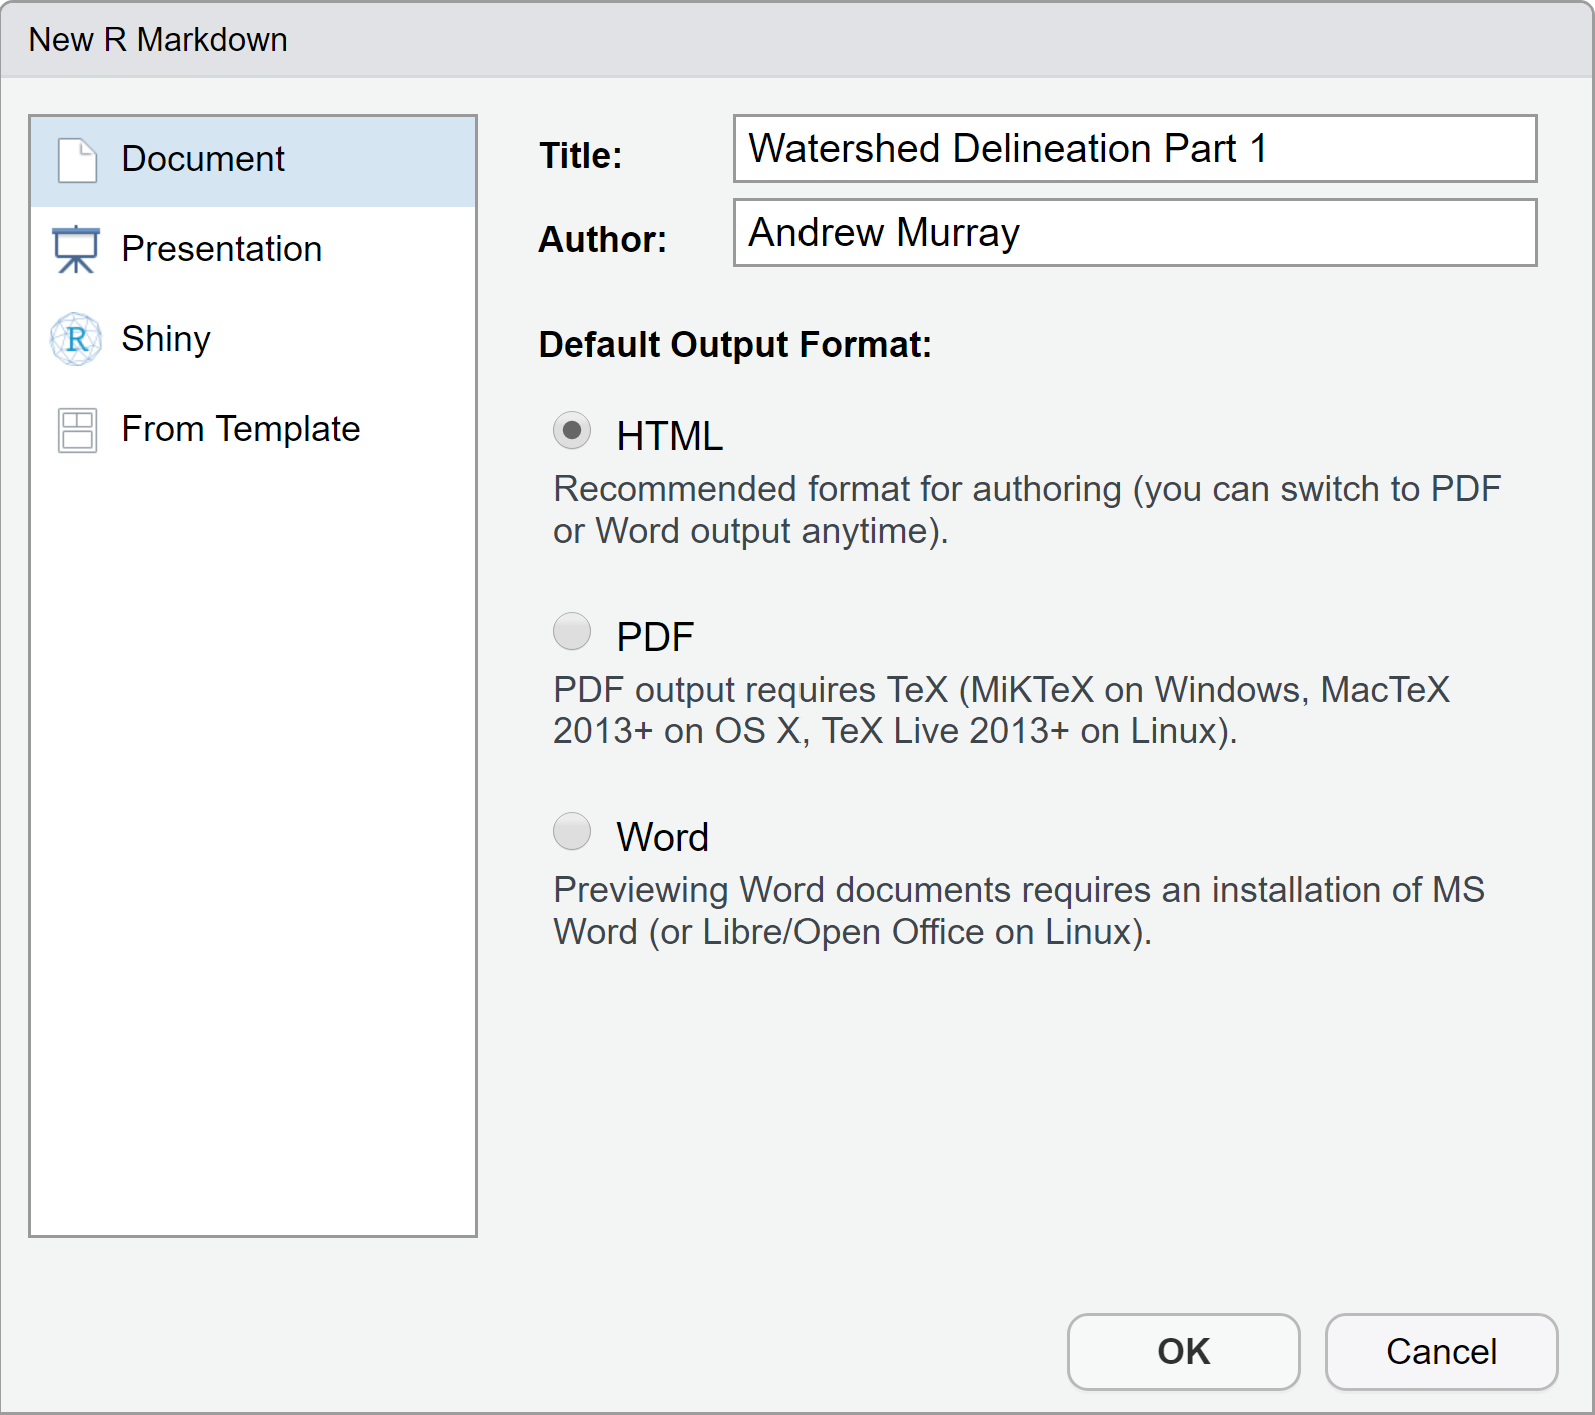 New R Markdown
Document
Presentation
R
Shiny
From Template
Title:
Watershed Delineation Part 1
Author:
Andrew Murray
Default Output Format:
HTML
Recommended format for authoring (you can switch to PDF
or Word output anytime).
PDF
PDF output requires TeX (MiKTeX on Windows, MacTeX
2013+ on OS X, TeX Live 2013+ on Linux).
Word
Previewing Word documents requires an installation of MS
Word (or Libre/Open Office on Linux).
OK
Cancel